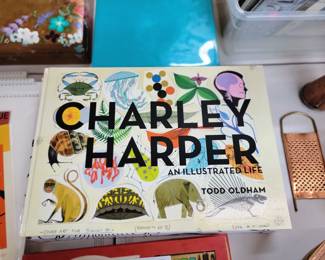 CHARLEY
HARPER
AN ILLUSTRATED LIFE
TODD OLDHAM